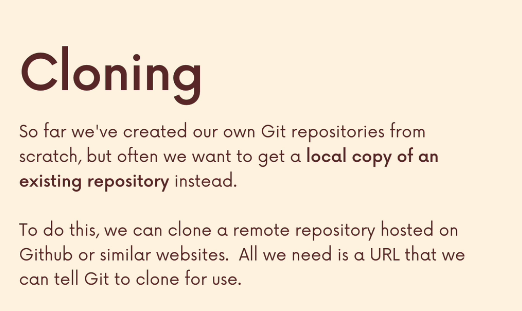 Cloning
So far we've created our own Git repositories from
scratch, but often we want to get a local copy of an
existing repository instead.
To do this, we can clone a remote repository hosted on
Github or similar websites.  All we need is a URL that we
can tell Git to clone for use.